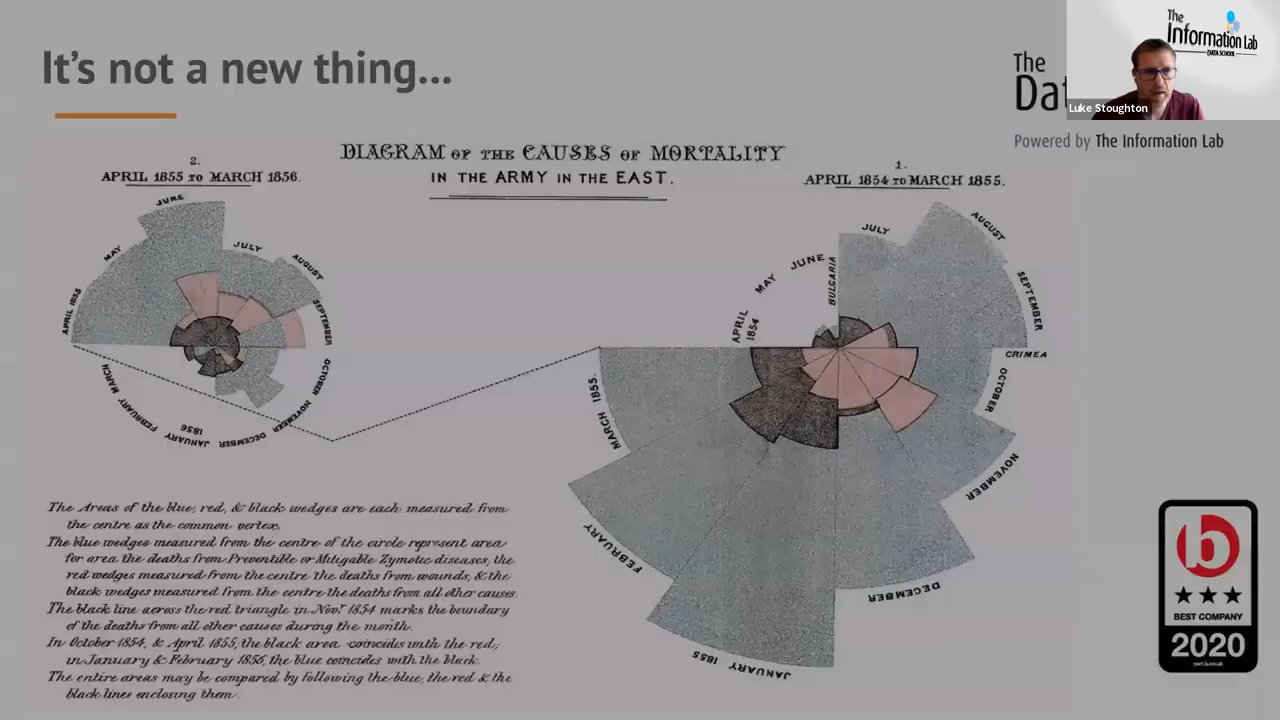 It's not a new thing...
The
Information Lab
DATA SCHOOL
Luke Stoughton
The
Dat
Powered by The Information Lab
DIAGRAM OF THE CAUSES OF MORTALITY
IN THE ARMY IN THE EAST.
2.
APRIL 1855 TO MARCH 1856.
1.
APRIL 1854 TO MARCH 1855.
APRIL 1855
MAY
JUNE
JULY
AUGUST
SEPTEMBER
OCTOBER
NOVEMBER
DECEMBER
JANUARY 1856
FEBRUARY
MARCH
APRIL 1854
MAY
JUNE
BULGARIA
JULY
AUGUST
SEPTEMBER
CRIMEA
OCTOBER
NOVEMBER
DECEMBER
JANUARY 1855
FEBRUARY
MARCH 1855.
The Areas of the blue, red, & black wedges are each measured from
the centre as the common vertex.
The blue wedges measured from the centre of the circle represent area
for area the deaths from Preventible or Mitigable Zymotic diseases; the
red wedges measured from the centre the deaths from wounds; & the
black wedges measured from the centre the deaths from all other causes.
The black line across the red triangle in Novr. 1854 marks the boundary
of the deaths from all other causes during the month.
In October 1854, & April 1855, the black area coincides with the red;
in January & February 1856, the blue coincides with the black.
The entire areas may be compared by following the blue, the red & the
black lines enclosing them.
b
BEST COMPANY
2020